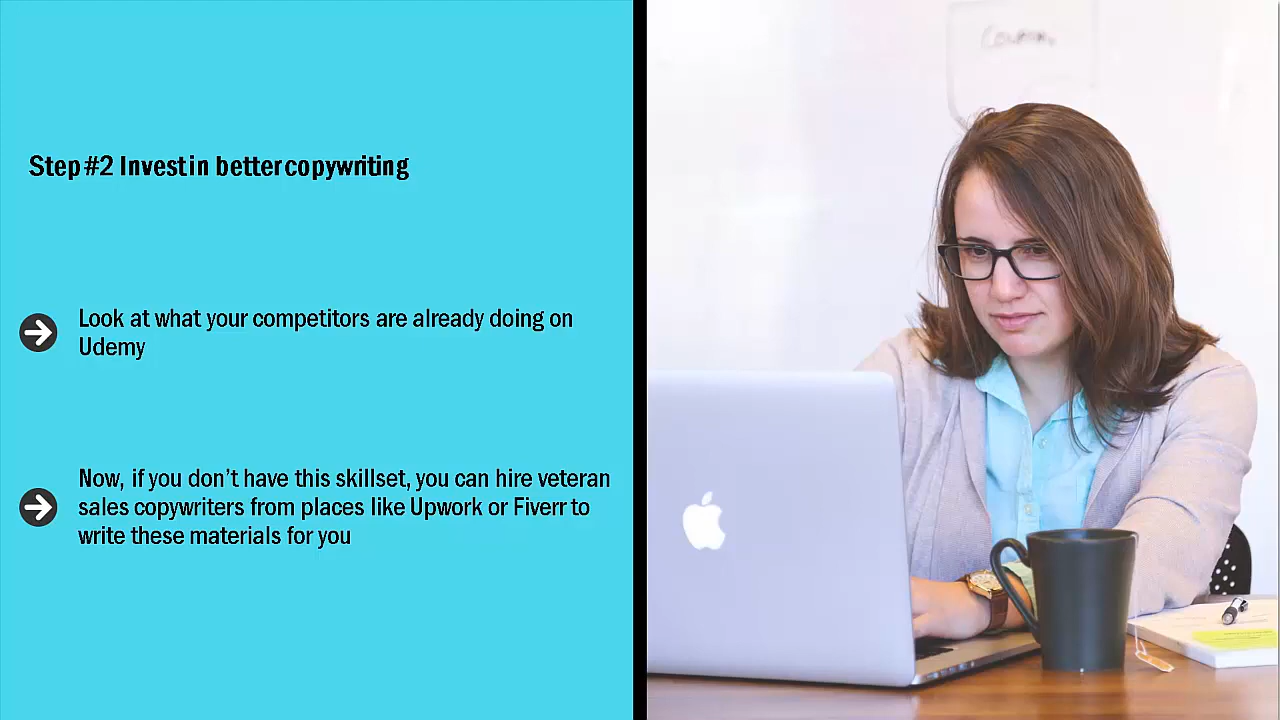 Step #2 Invest in better copywriting
Look at what your competitors are already doing on
Udemy
Now, if you don't have this skillset, you can hire veteran
sales copywriters from places like Upwork or Fiverr to
write these materials for you